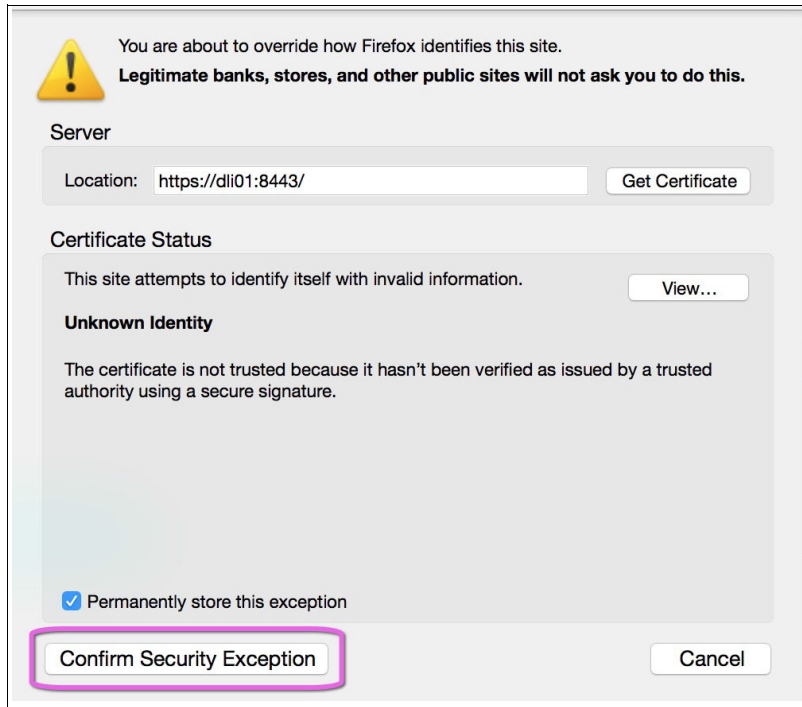 You are about to override how Firefox identifies this site.
Legitimate banks, stores, and other public sites will not ask you to do this.
Server
Location: https://dli01:8443/ Get Certificate
Certificate Status
This site attempts to identify itself with invalid information.
View...
Unknown Identity
The certificate is not trusted because it hasn't been verified as issued by a trusted
authority using a secure signature.
Permanently store this exception
Confirm Security Exception Cancel